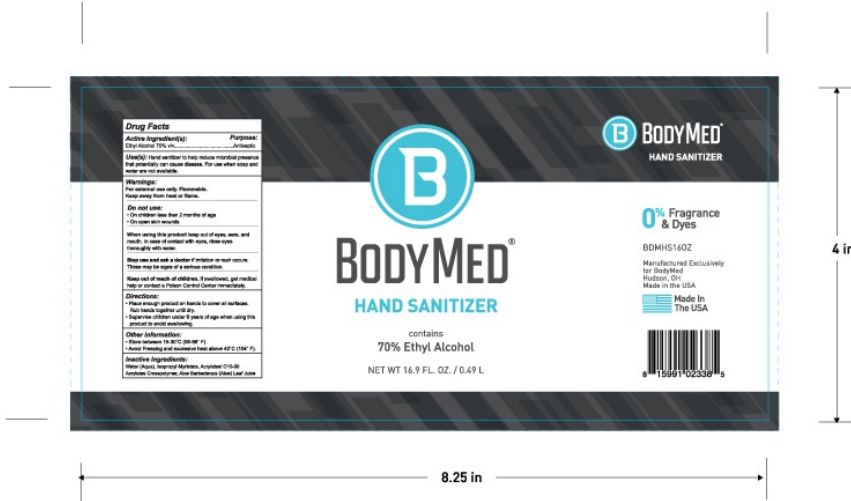 Drug Facts
Active Ingredient(s): Purpose:
Ethyl Alcohol 70% v/v. Antiseptic
Use(s): Hand sanitizer to help reduce microbial presence
that potentially can cause disease. For use when soap and
water are not available.
Warnings:
For external use only. Flammable.
Keep away from heat or flame.
Do not use:
• On children less than 2 months of age
• On open skin wounds
When using this product keep out of eyes, ears, and
mouth. In case of contact with eyes, rinse eyes
thoroughly with water.
Stop use and ask a doctor if irritation or rash occurs.
These may be signs of a serious condition.
Keep out of reach of children. If swallowed, get medical
help or contact a Poison Control Center immediately.
Directions:
• Place enough product on hands to cover all surfaces.
Rub hands together until dry.
• Supervise children under 6 years of age when using this
product to avoid swallowing.
Other information:
• Store between 15-30°C (59-86° F)
• Avoid Freezing and excessive heat above 40°C (104° F).
Inactive Ingredients:
Water (Aqua), Isopropyl Myristate, Acrylates/ C10-30
Acrylates Crosspolymer, Aloe Barbadensis (Aloe) Leaf Juice
B
BODYMED®
HAND SANITIZER
contains
70% Ethyl Alcohol
NET WT 16.9 FL. OZ. / 0.49 L
B BODYMED®
HAND SANITIZER
0% Fragrance
& Dyes
BDMHS16OZ
Manufactured Exclusively
for BodyMed
Hudson, OH
Made in the USA
Made In
The USA
8 15991 02338 5
4 in
8.25 in